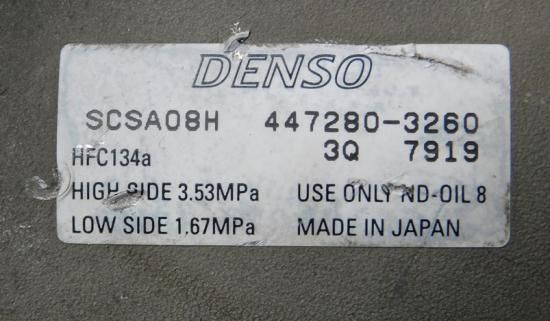 DENSO
SCSA08H 447280-3260
HFC134a 3Q 7919
HIGH SIDE 3.53MPa USE ONLY ND-OIL 8
LOW SIDE 1.67MPa MADE IN JAPAN